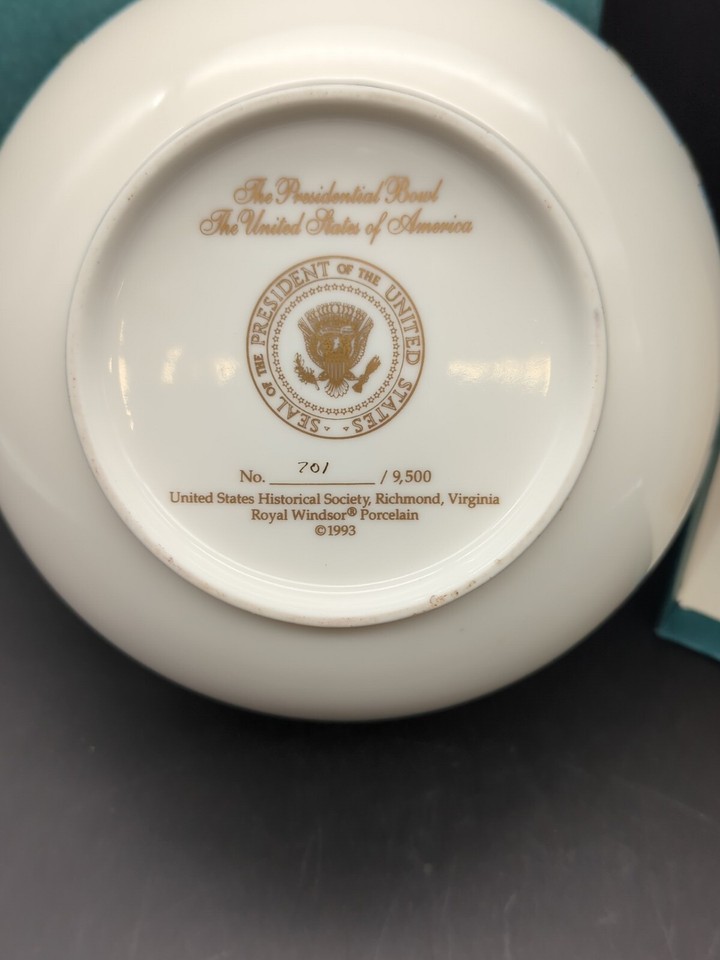 The Presidential Bowl
The United States of America
SEAL OF THE PRESIDENT OF THE UNITED STATES
No. 701 / 9,500
United States Historical Society, Richmond, Virginia
Royal Windsor® Porcelain
©1993